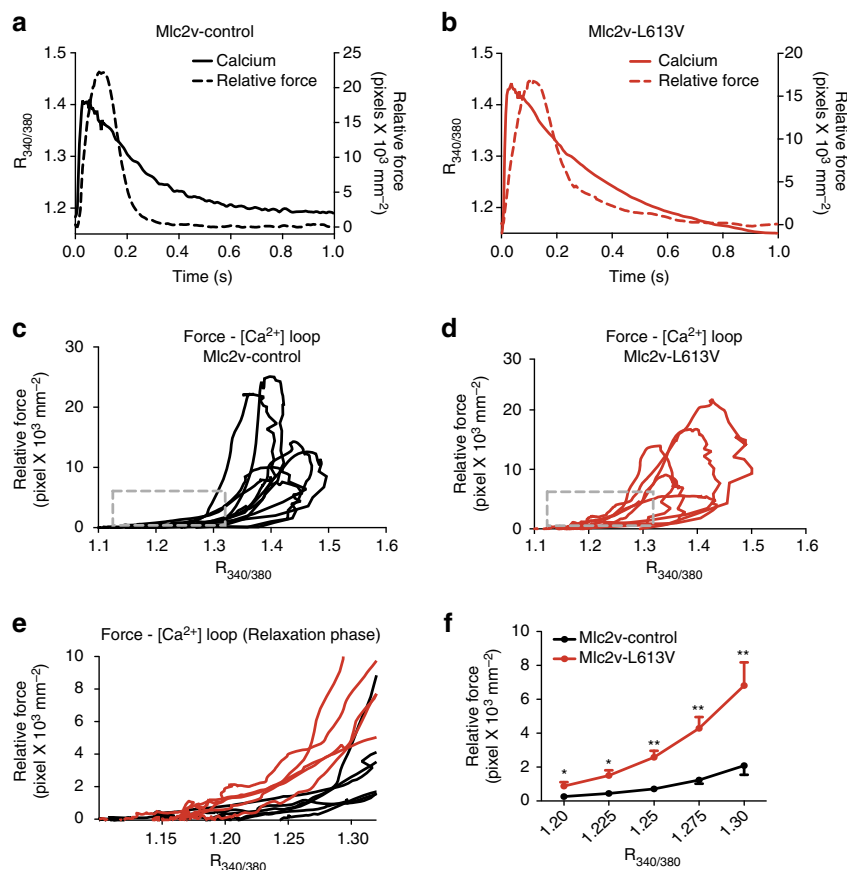 a
Mlc2v-control
Calcium
Relative force
1.5
1.4
1.3
1.2
R340/380
25
20
15
10
5
0
Relative force
(pixels X 10³ mm⁻²)
0.0 0.2 0.4 0.6 0.8 1.0
Time (s)
b
Mlc2v-L613V
Calcium
Relative force
1.5
1.4
1.3
1.2
R340/380
20
15
10
5
0
Relative force
(pixels X 10³ mm⁻²)
0.0 0.2 0.4 0.6 0.8 1.0
Time (s)
c
Force - [Ca²⁺] loop
Mlc2v-control
30
20
10
0
Relative force
(pixel X 10³ mm⁻²)
1.1 1.2 1.3 1.4 1.5 1.6
R340/380
d
Force - [Ca²⁺] loop
Mlc2v-L613V
30
20
10
0
Relative force
(pixel X 10³ mm⁻²)
1.1 1.2 1.3 1.4 1.5 1.6
R340/380
e
Force - [Ca²⁺] loop (Relaxation phase)
10
8
6
4
2
0
Relative force
(pixel X 10³ mm⁻²)
1.15 1.20 1.25 1.30
R340/380
f
Mlc2v-control
Mlc2v-L613V
10
8
6
4
2
0
Relative force
(pixel X 10³ mm⁻²)
* * ** ** **
1.20 1.225 1.25 1.275 1.30
R340/380